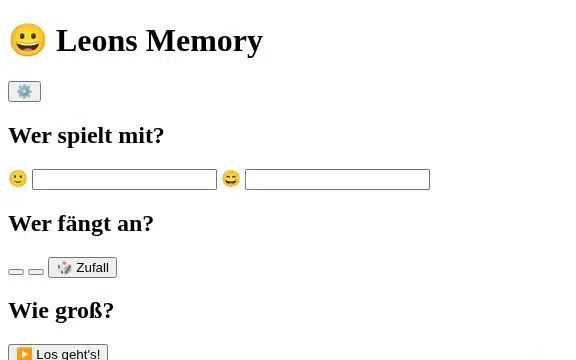 😀 Leons Memory
⚙️
Wer spielt mit?
🙂 😄
Wer fängt an?
🎲 Zufall
Wie groß?
▶️ Los geht's!